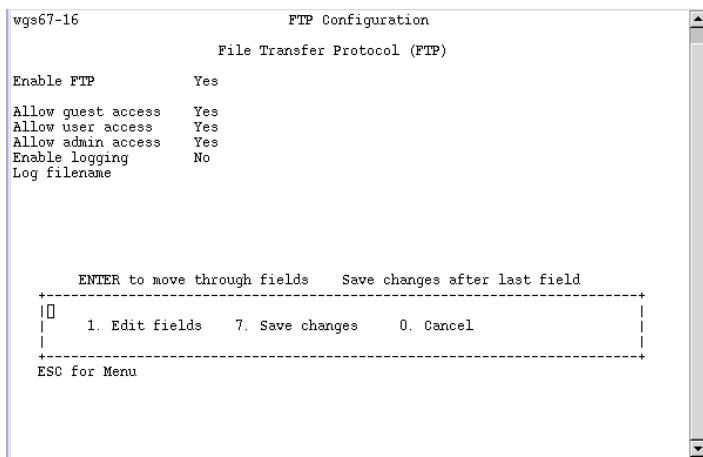 wgs67-16 FTP Configuration
File Transfer Protocol (FTP)
Enable FTP Yes
Allow guest access Yes
Allow user access Yes
Allow admin access Yes
Enable logging No
Log filename
ENTER to move through fields Save changes after last field
1. Edit fields 7. Save changes 0. Cancel
ESC for Menu